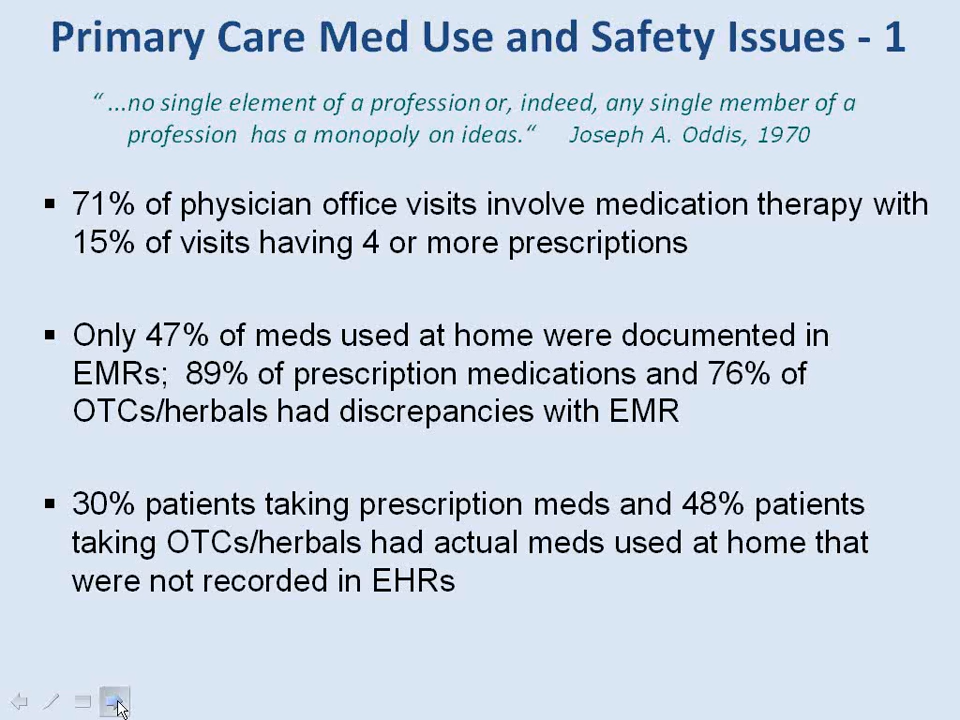 Primary Care Med Use and Safety Issues - 1
“ ...no single element of a profession or, indeed, any single member of a
profession has a monopoly on ideas.“ Joseph A. Oddis, 1970
▪ 71% of physician office visits involve medication therapy with
15% of visits having 4 or more prescriptions
▪ Only 47% of meds used at home were documented in
EMRs; 89% of prescription medications and 76% of
OTCs/herbals had discrepancies with EMR
▪ 30% patients taking prescription meds and 48% patients
taking OTCs/herbals had actual meds used at home that
were not recorded in EHRs